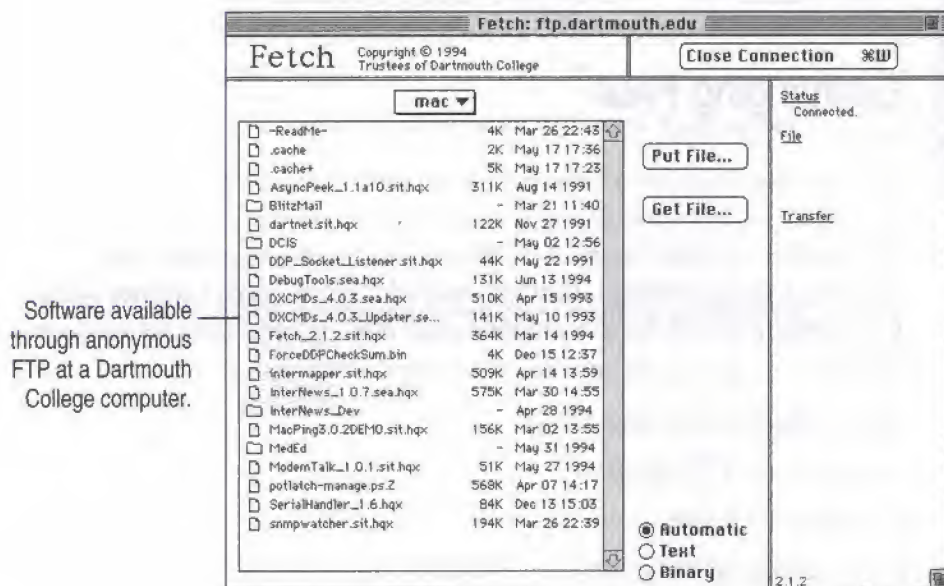 Fetch: ftp.dartmouth.edu
Fetch Copyright © 1994
Trustees of Dartmouth College
Close Connection ⌘W
mac ▼
-ReadMe- 4K Mar 26 22:43
.cache 2K May 17 17:36
.cache+ 5K May 17 17:23
AsyncPeek_1.1a10.sit.hqx 311K Aug 14 1991
BlitzMail - Mar 21 11:40
dartnet.sit.hqx 122K Nov 27 1991
DCIS - May 02 12:56
DDP_Socket_Listener.sit.hqx 44K May 22 1991
DebugTools.sea.hqx 131K Jun 13 1994
DXCMDs_4.0.3.sea.hqx 510K Apr 15 1993
DXCMDs_4.0.3_Updater.se... 141K May 10 1993
Fetch_2.1.2.sit.hqx 364K Mar 14 1994
ForceDDPCheckSum.bin 4K Dec 15 12:37
intermapper.sit.hqx 509K Apr 14 13:59
InterNews_1.0.7.sea.hqx 575K Mar 30 14:55
InterNews_Dev - Apr 28 1994
MacPing3.0.2DEMO.sit.hqx 156K Mar 02 13:55
MedEd - May 31 1994
ModemTalk_1.0.1.sit.hqx 51K May 27 1994
potlatch-manage.ps.Z 568K Apr 07 14:17
SerialHandler_1.6.hqx 84K Dec 13 15:03
snmpwatcher.sit.hqx 194K Mar 26 22:39
Put File...
Get File...
Automatic
Text
Binary
Status
Connected.
File
Transfer
2.1.2
Software available
through anonymous
FTP at a Dartmouth
College computer.